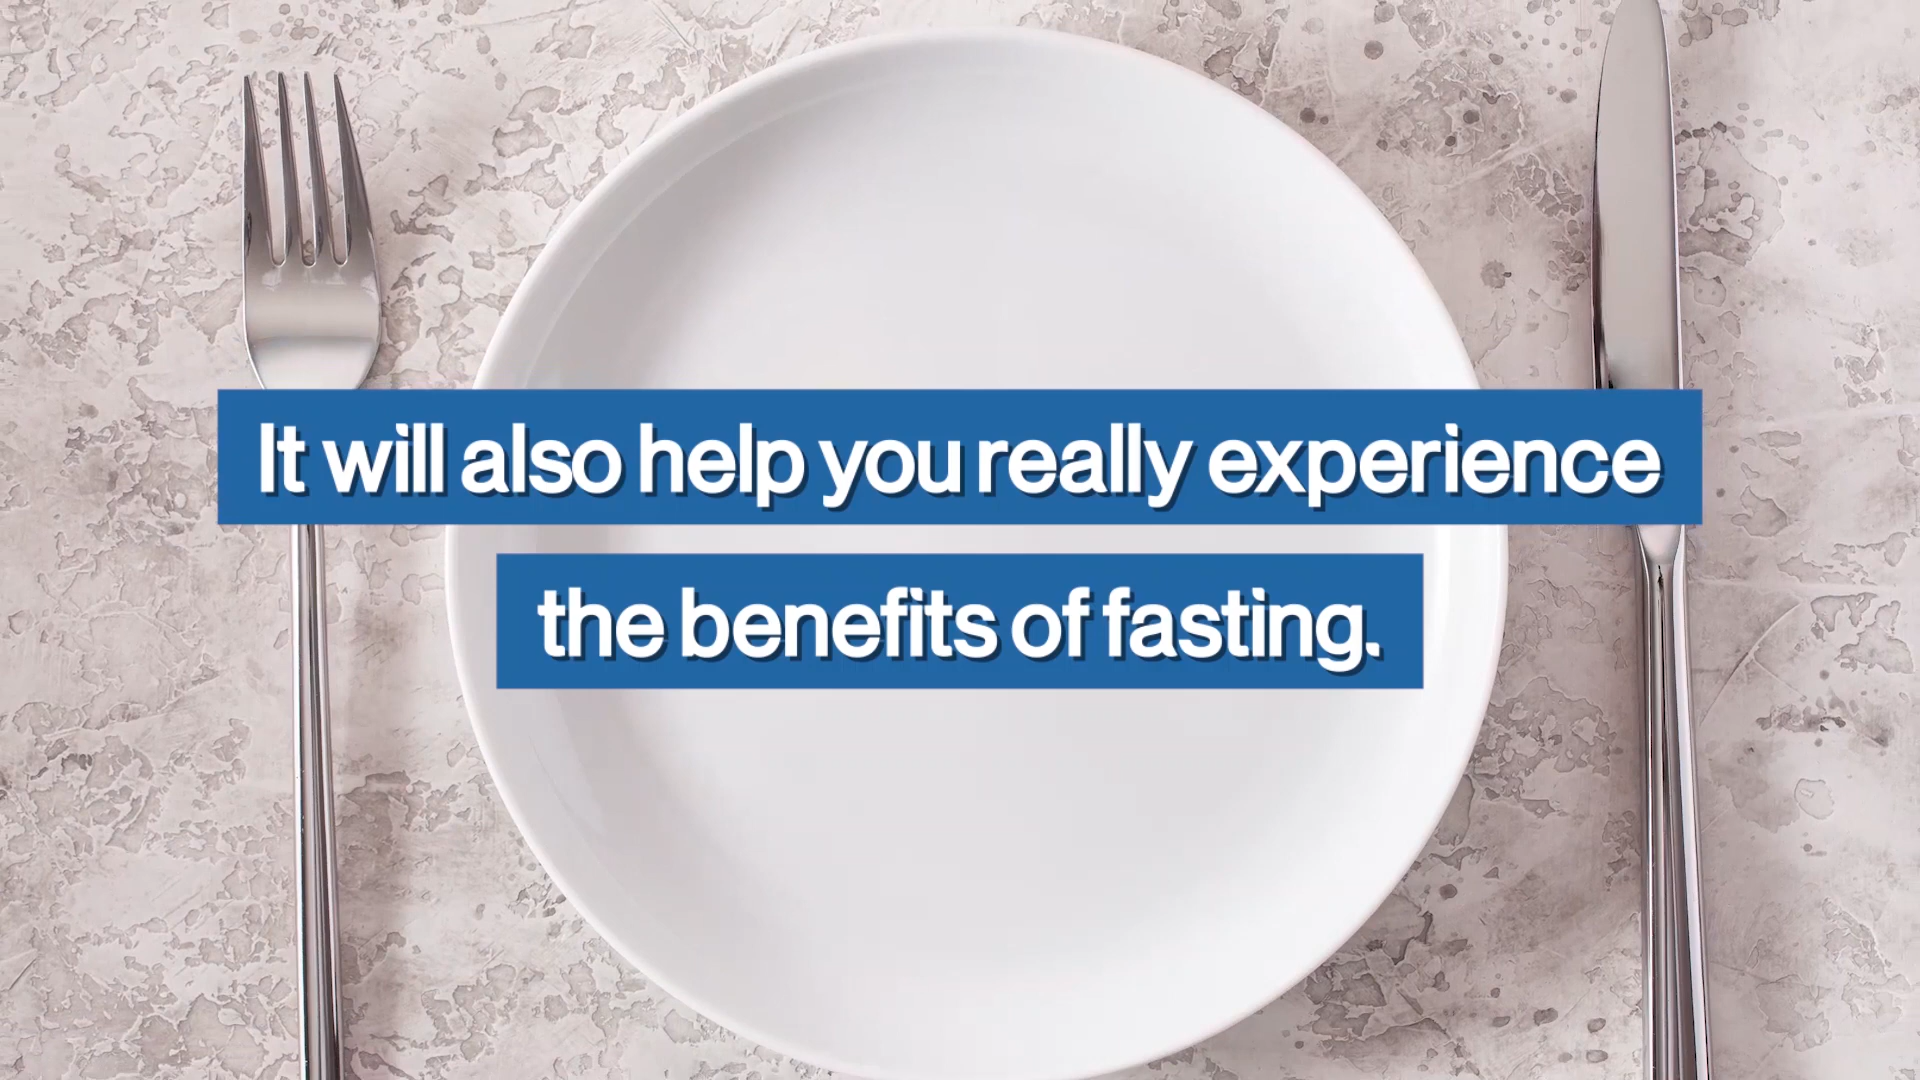 It will also help you really experience
the benefits of fasting.